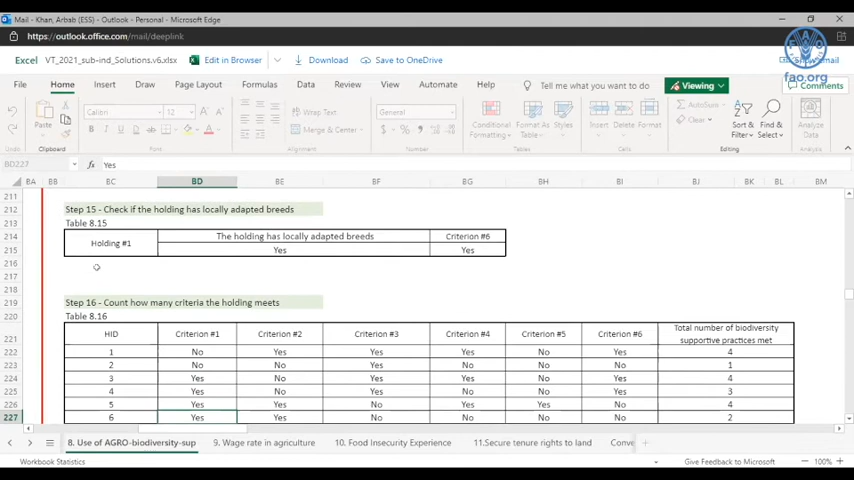 Mail - Khan, Arbab (ESS) - Outlook - Personal - Microsoft Edge
https://outlook.office.com/mail/deeplink
Excel VT_2021_sub-ind_Solutions.v6.xlsx Edit in Browser Download Save to OneDrive
fao.org
File Home Insert Draw Page Layout Formulas Data Review View Automate Help Tell me what you want to do Viewing Comments
Paste Calibri 12 Wrap Text General Conditional Formatting Format As Table Styles Insert Delete Format AutoSum Sort & Filter Find & Select Analyze Data
B D ab A Merge & Center $ % Clear
Clipboard Font Alignment Number Editing
BD227 fx Yes
BA BB BC BD BE BF BG BH BI BJ BK BL BM
211
212 Step 15 - Check if the holding has locally adapted breeds
213 Table 8.15
214 Holding #1 The holding has locally adapted breeds Criterion #6
215 Yes Yes
216
217
218
219 Step 16 - Count how many criteria the holding meets
220 Table 8.16
221 HID Criterion #1 Criterion #2 Criterion #3 Criterion #4 Criterion #5 Criterion #6 Total number of biodiversity supportive practices met
222 1 No Yes Yes Yes No Yes 4
223 2 No No Yes No No No 1
224 3 Yes No Yes Yes No Yes 4
225 4 Yes No Yes No No Yes 3
226 5 Yes Yes No Yes Yes No 4
227 6 Yes Yes No No No No 2
8. Use of AGRO-biodiversity-sup 9. Wage rate in agriculture 10. Food Insecurity Experience 11.Secure tenure rights to land Conve
Workbook Statistics Give Feedback to Microsoft 100%